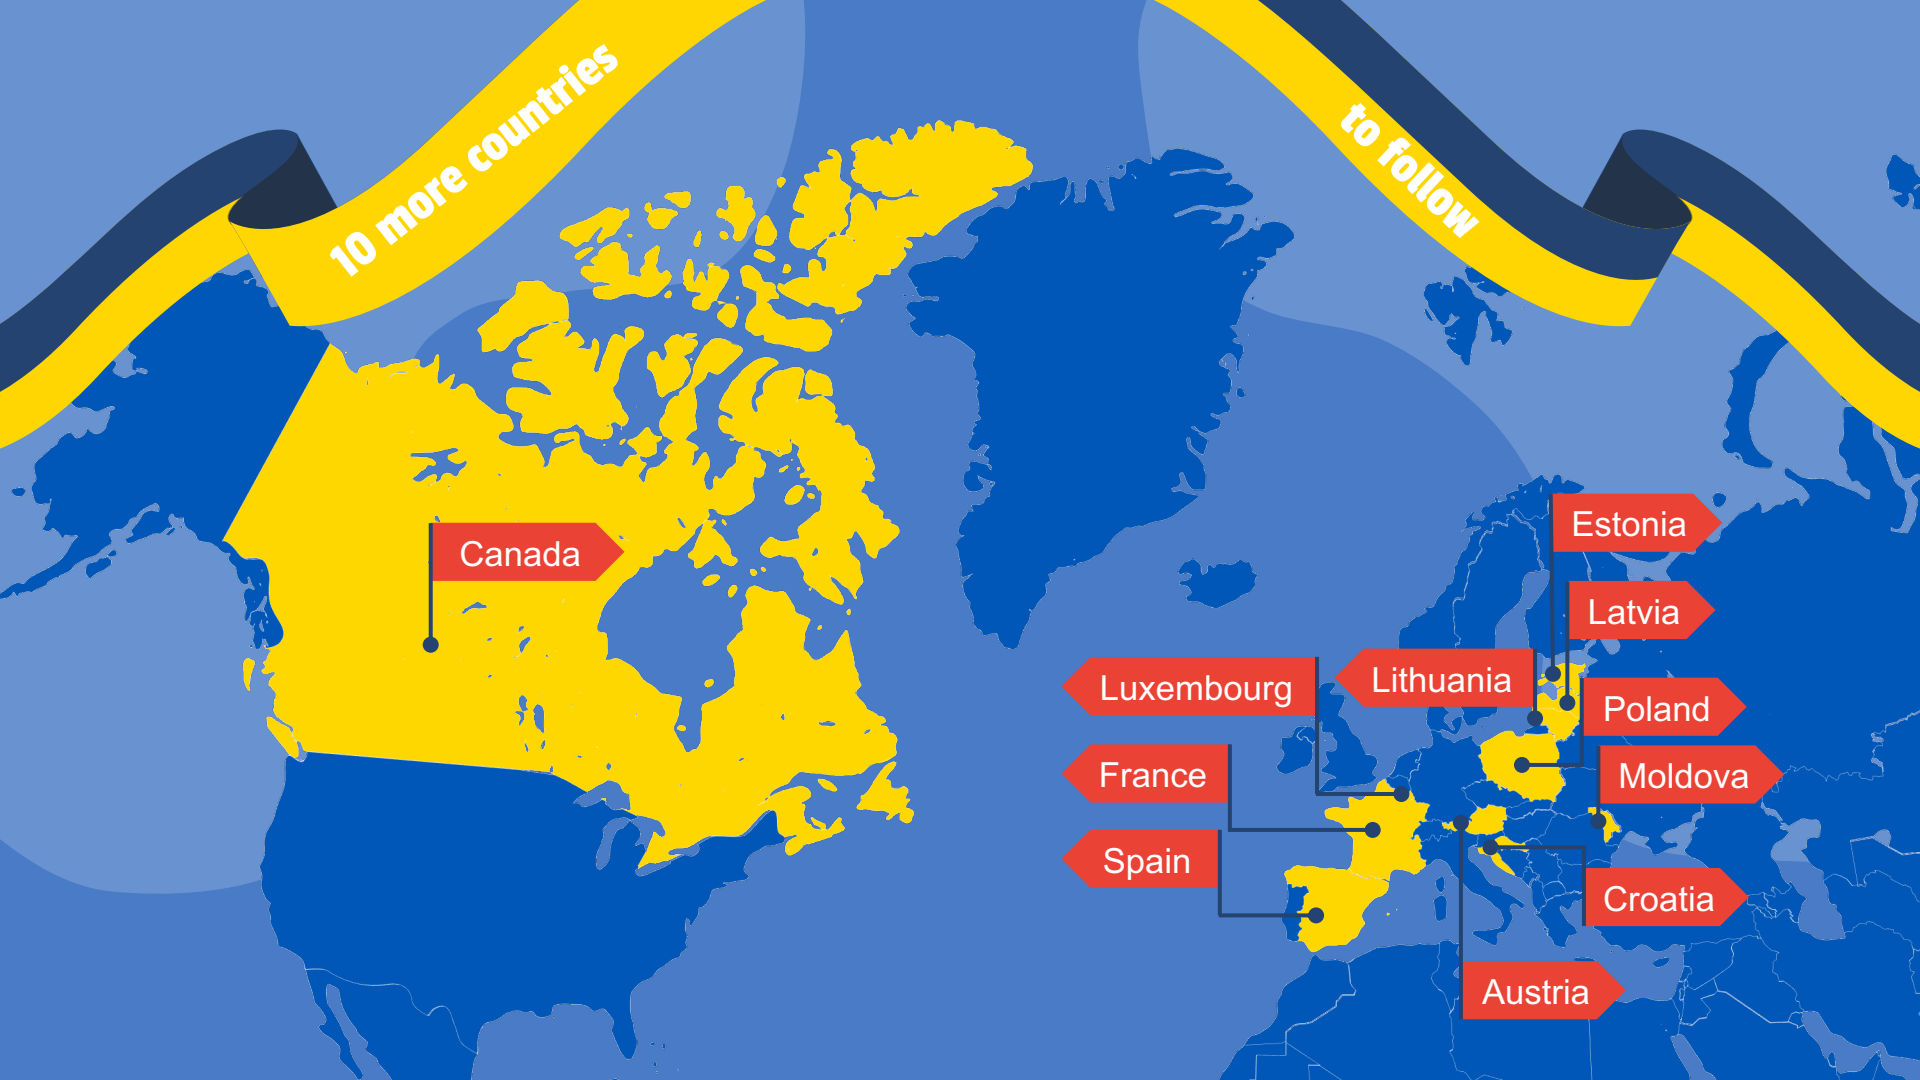 10 more countries
to follow
Canada
Estonia
Latvia
Lithuania
Luxembourg
Poland
France
Moldova
Spain
Croatia
Austria